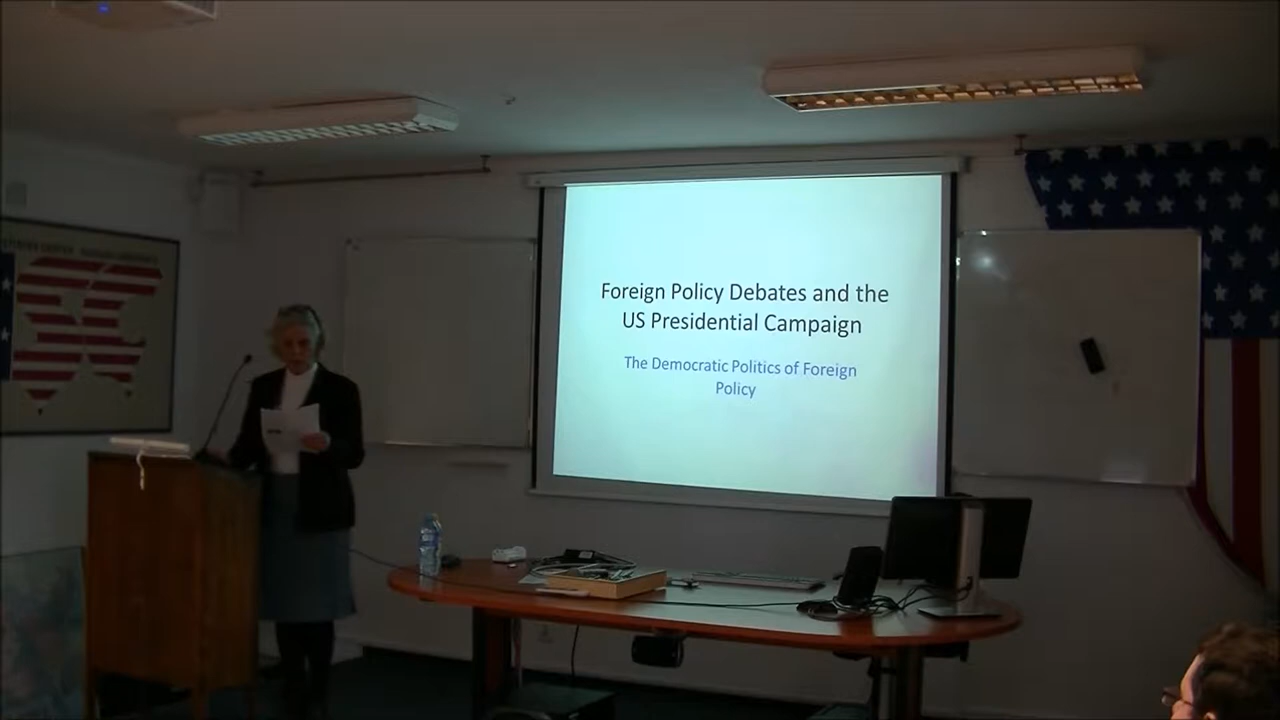 Foreign Policy Debates and the
US Presidential Campaign
The Democratic Politics of Foreign
Policy